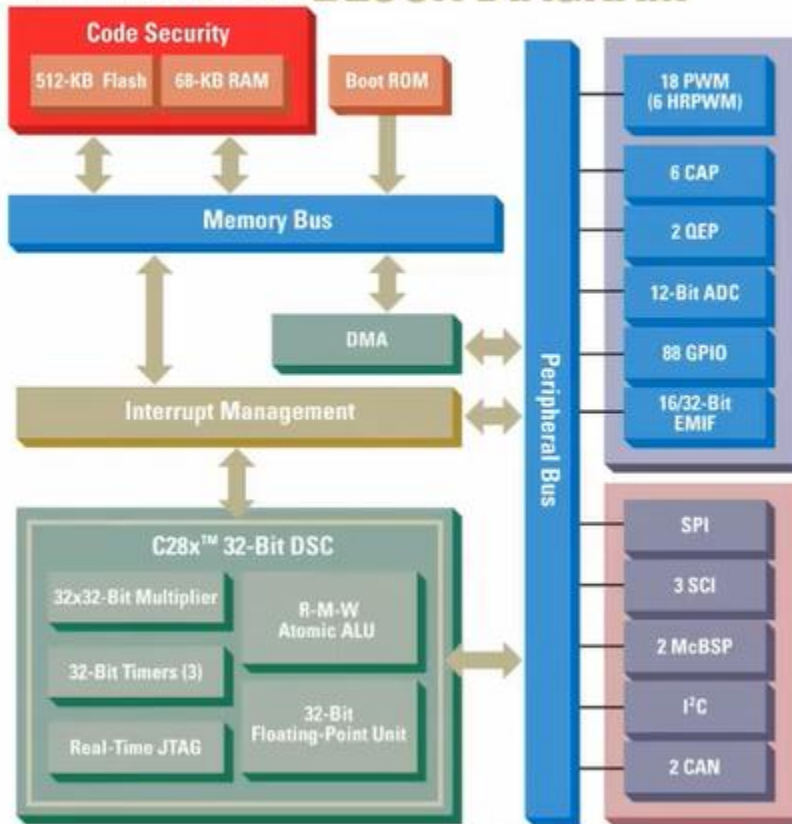 Code Security
512-KB Flash
68-KB RAM
Boot ROM
Memory Bus
DMA
Interrupt Management
C28x™ 32-Bit DSC
32x32-Bit Multiplier
R-M-W
Atomic ALU
32-Bit Timers (3)
32-Bit
Floating-Point Unit
Real-Time JTAG
Peripheral Bus
18 PWM
(6 HRPWM)
6 CAP
2 QEP
12-Bit ADC
88 GPIO
16/32-Bit
EMIF
SPI
3 SCI
2 McBSP
I²C
2 CAN